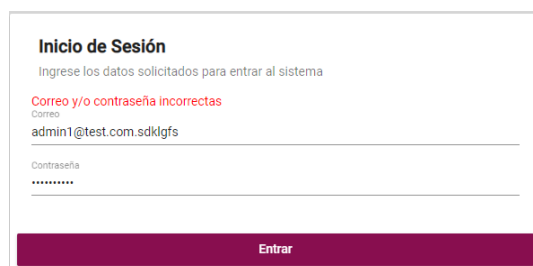 Inicio de Sesión
Ingrese los datos solicitados para entrar al sistema
Correo y/o contraseña incorrectas
Correo
admin1@test.com.sdklgfs
Contraseña
••••••••••
Entrar